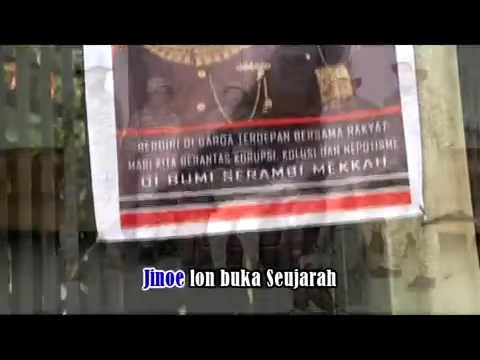 BERDIRI DI GARDA TERDEPAN BERSAMA RAKYAT
MARI KITA BERANTAS KORUPSI, KOLUSI DAN NEPOTISME
DI BUMI SERAMBI MEKKAH
Jinoe lon buka Seujarah